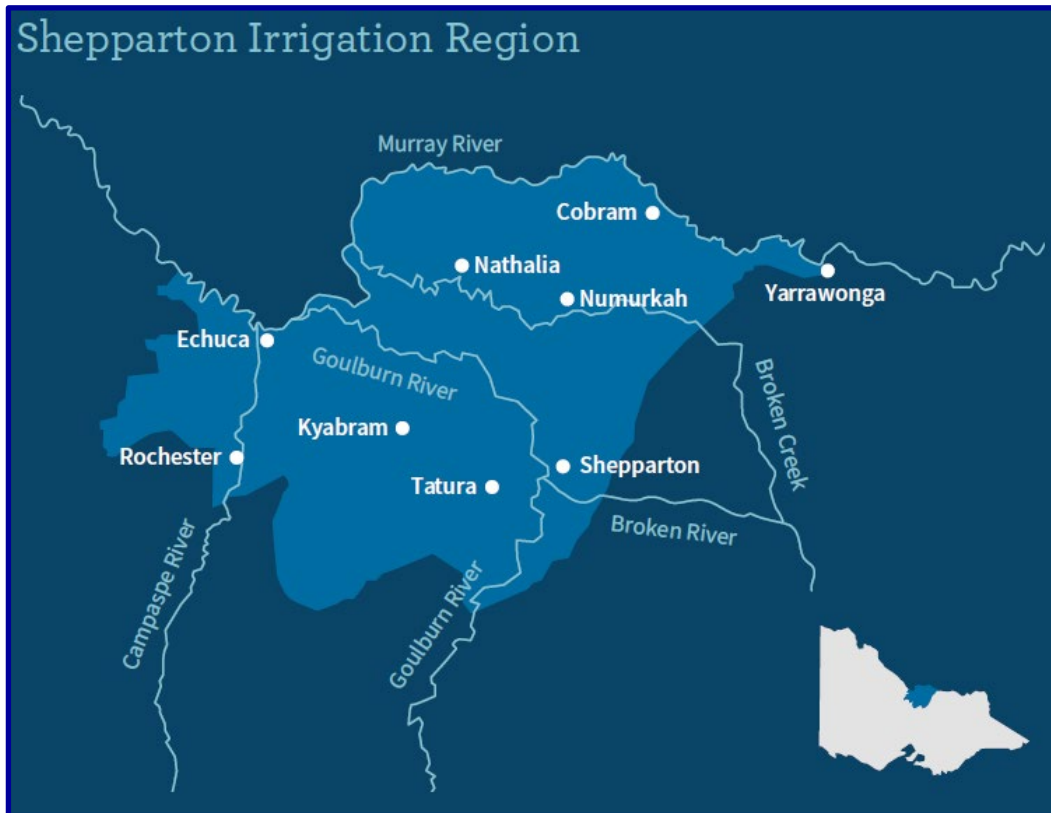 Shepparton Irrigation Region
Murray River
Cobram
Nathalia
Numurkah
Yarrawonga
Echuca
Goulburn River
Broken Creek
Kyabram
Rochester
Shepparton
Tatura
Broken River
Campaspe River
Goulburn River